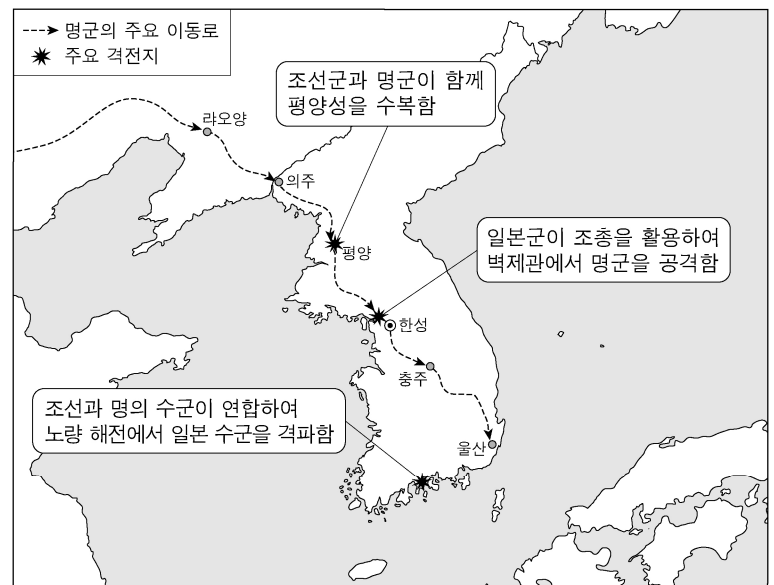 명군의 주요 이동로
주요 격전지
조선군과 명군이 함께
평양성을 수복함
랴오양
의주
평양
일본군이 조총을 활용하여
벽제관에서 명군을 공격함
한성
충주
조선과 명의 수군이 연합하여
노량 해전에서 일본 수군을 격파함
울산